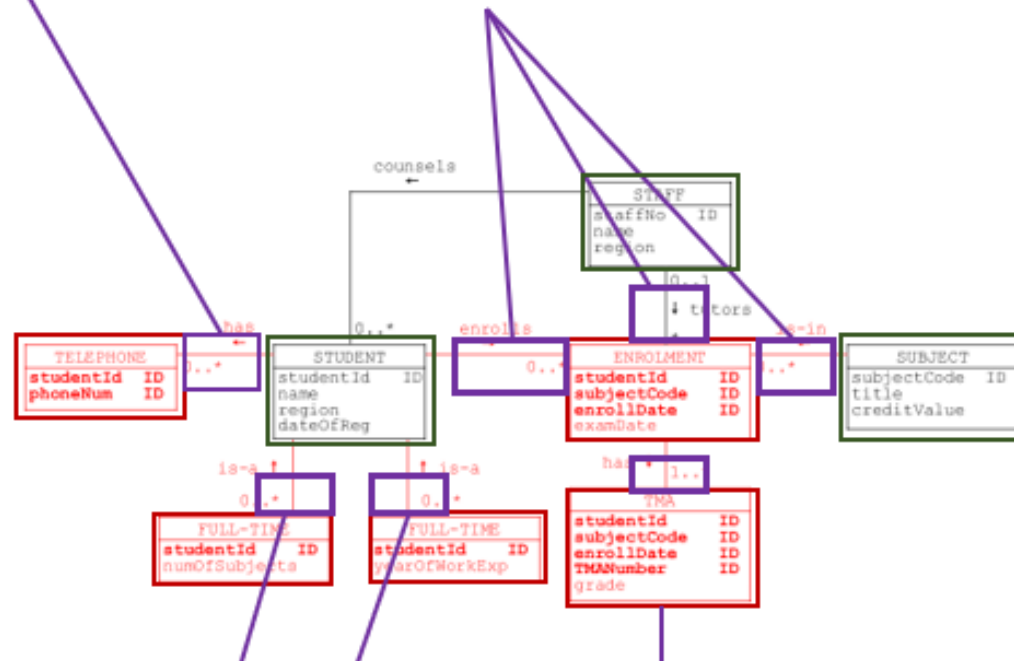 counsels
←
STAFF
staffNo ID
name
region
0..1
↓ tutors
*
has
←
0..*
0..*
enrolls
→
0..*
is-in
←
0..*
TELEPHONE
studentId ID
phoneNum ID
STUDENT
studentId ID
name
region
dateOfReg
ENROLMENT
studentId ID
subjectCode ID
enrollDate ID
examDate
SUBJECT
subjectCode ID
title
creditValue
is-a ↑
0..*
↑ is-a
0..*
has ↓
1..
FULL-TIME
studentId ID
numOfSubjects
FULL-TIME
studentId ID
yearOfWorkExp
TMA
studentId ID
subjectCode ID
enrollDate ID
TMANumber ID
grade